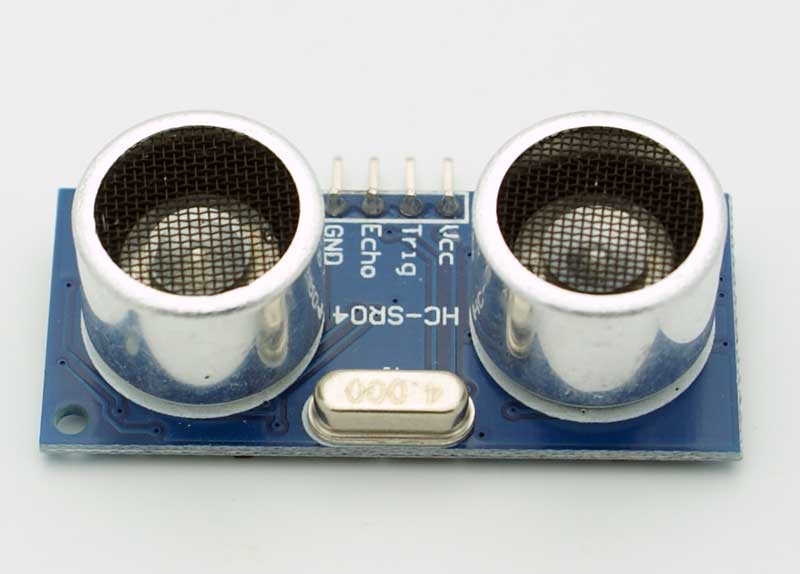 Vcc
Trig
Echo
GND
HC-SR04
4.000